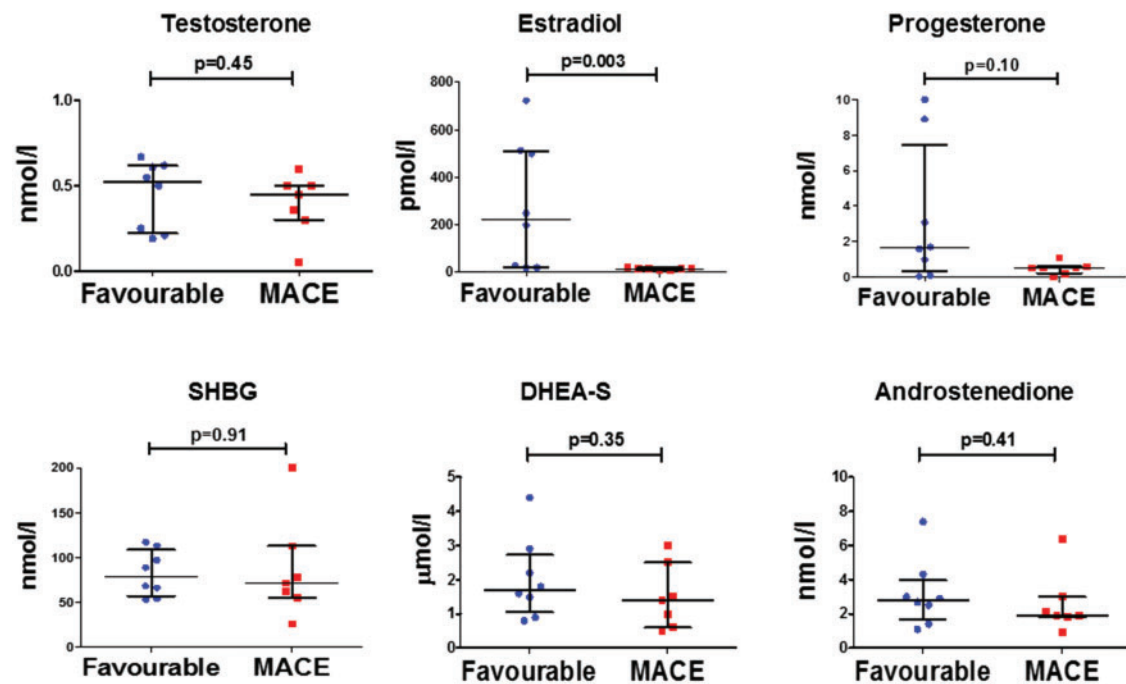 Testosterone
p=0.45
nmol/l
1.0
0.5
0.0
Favourable MACE
Estradiol
p=0.003
pmol/l
800
600
400
200
0
Favourable MACE
Progesterone
p=0.10
nmol/l
10
8
6
4
2
0
Favourable MACE
SHBG
p=0.91
nmol/l
200
150
100
50
0
Favourable MACE
DHEA-S
p=0.35
µmol/l
5
4
3
2
1
0
Favourable MACE
Androstenedione
p=0.41
nmol/l
10
8
6
4
2
0
Favourable MACE